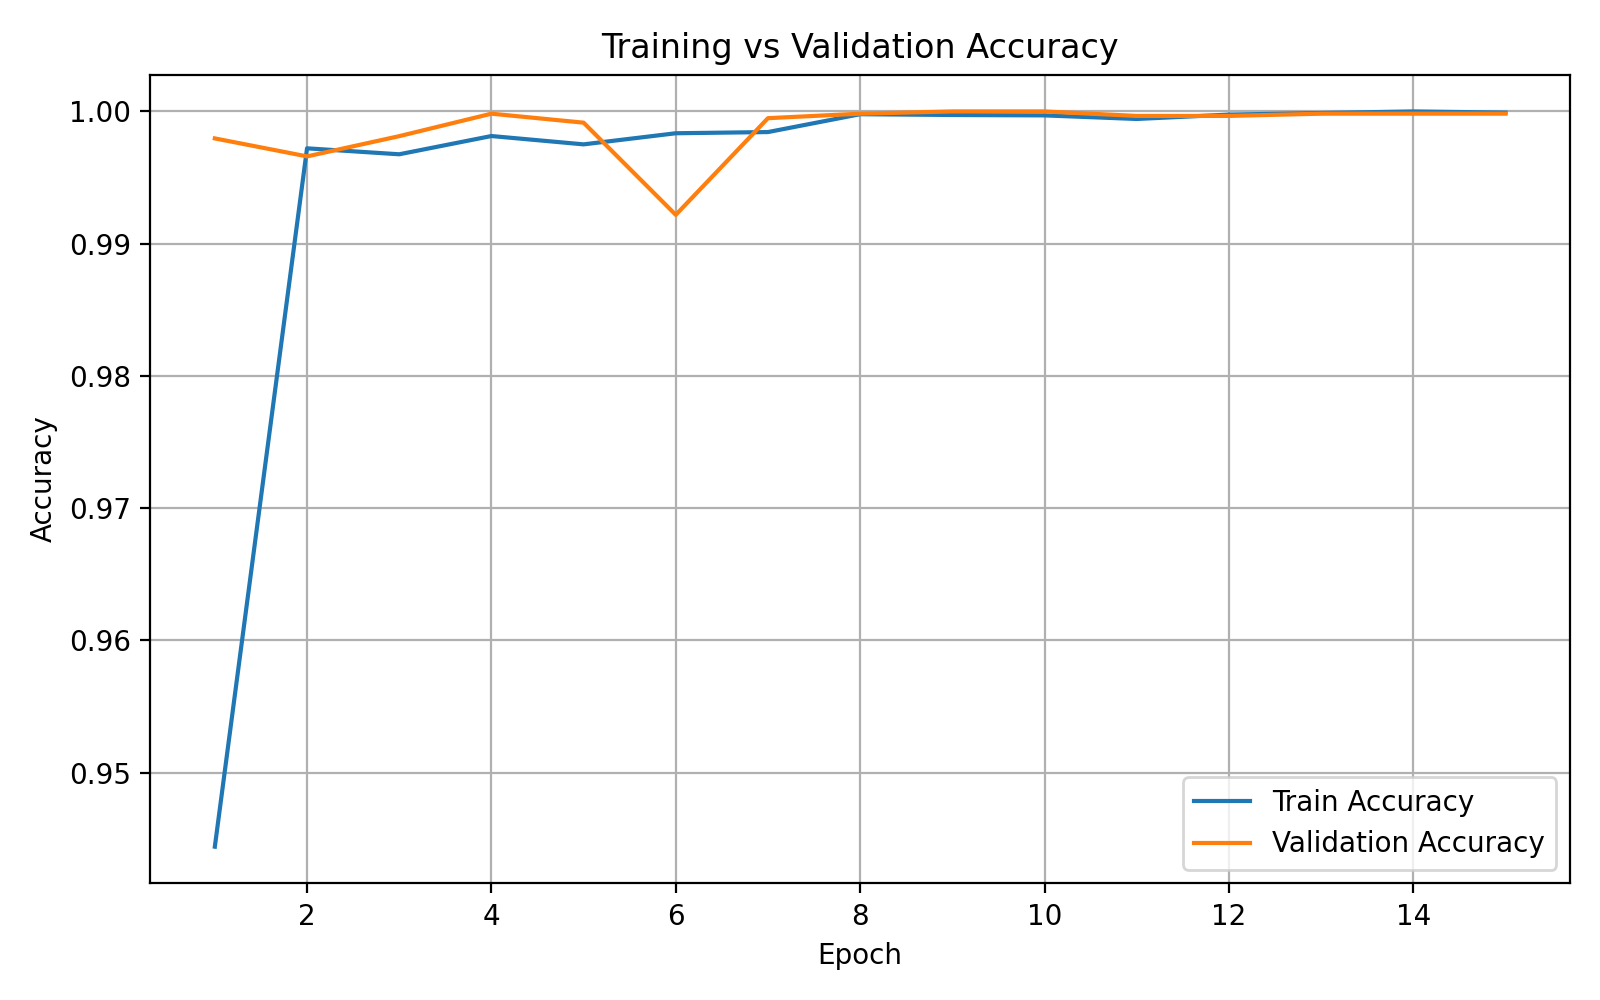 Training vs Validation Accuracy
1.00
0.99
0.98
0.97
0.96
0.95
Accuracy
2 4 6 8 10 12 14
Epoch
Train Accuracy
Validation Accuracy